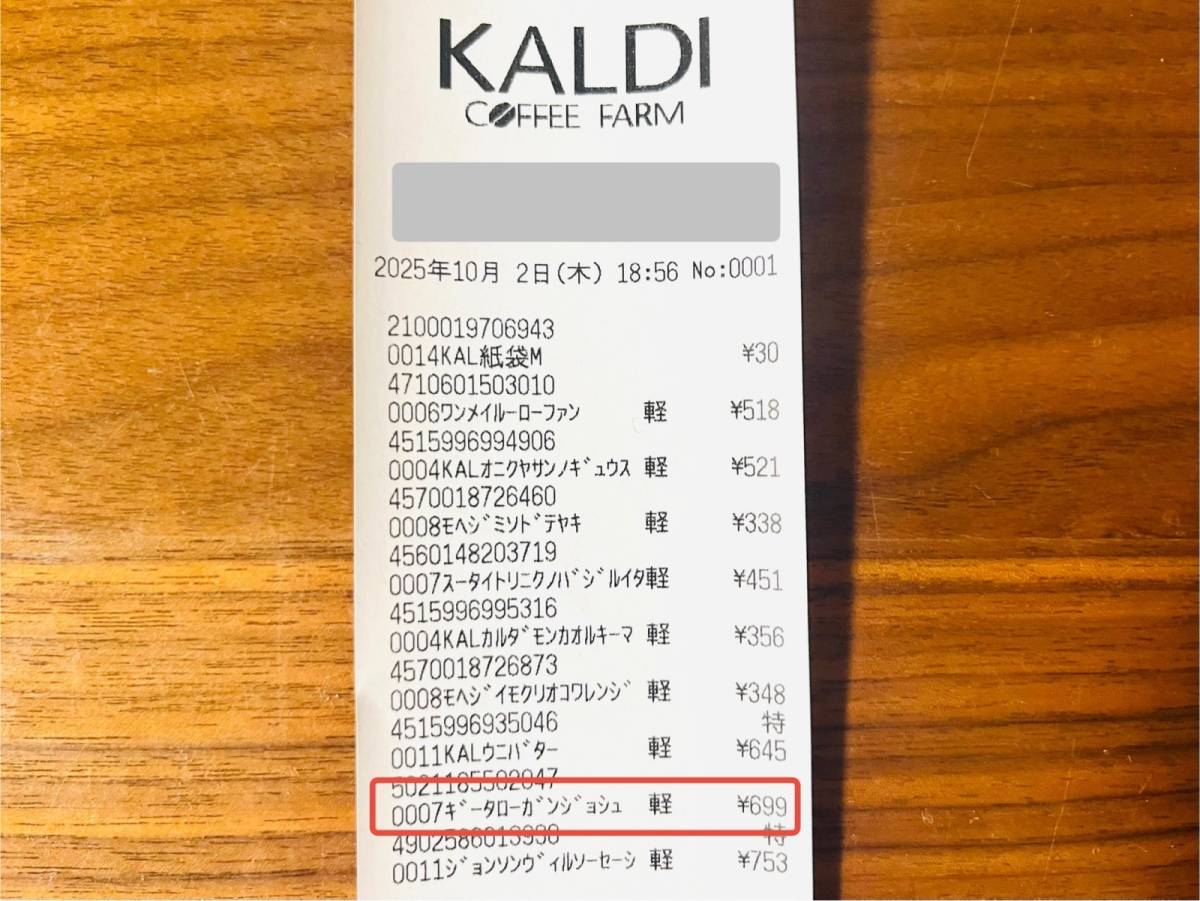 KALDI
COFFEE FARM
2025年10月 2日(木) 18:56 No:0001
2100019706943
0014KAL紙袋M ¥30
4710601503010
0006ワンメイルーローファン 軽 ¥518
4515996994906
0004KALオニクヤサンノギュウス 軽 ¥521
4570018726460
0008モヘジミソドテヤキ 軽 ¥338
4560148203719
0007スータイトリニクノバジルイタ軽 ¥451
4515996995316
0004KALカルダモンカオルキーマ 軽 ¥356
4570018726873
0008モヘジイモクリオコワレンジ 軽 ¥348
4515996935046 特
0011KALウニバター 軽 ¥645
5021185502047
0007ギータローガンジョシュ 軽 ¥699
4902586013930 特
0011ジョンソンヴィルソーセーシ 軽 ¥753